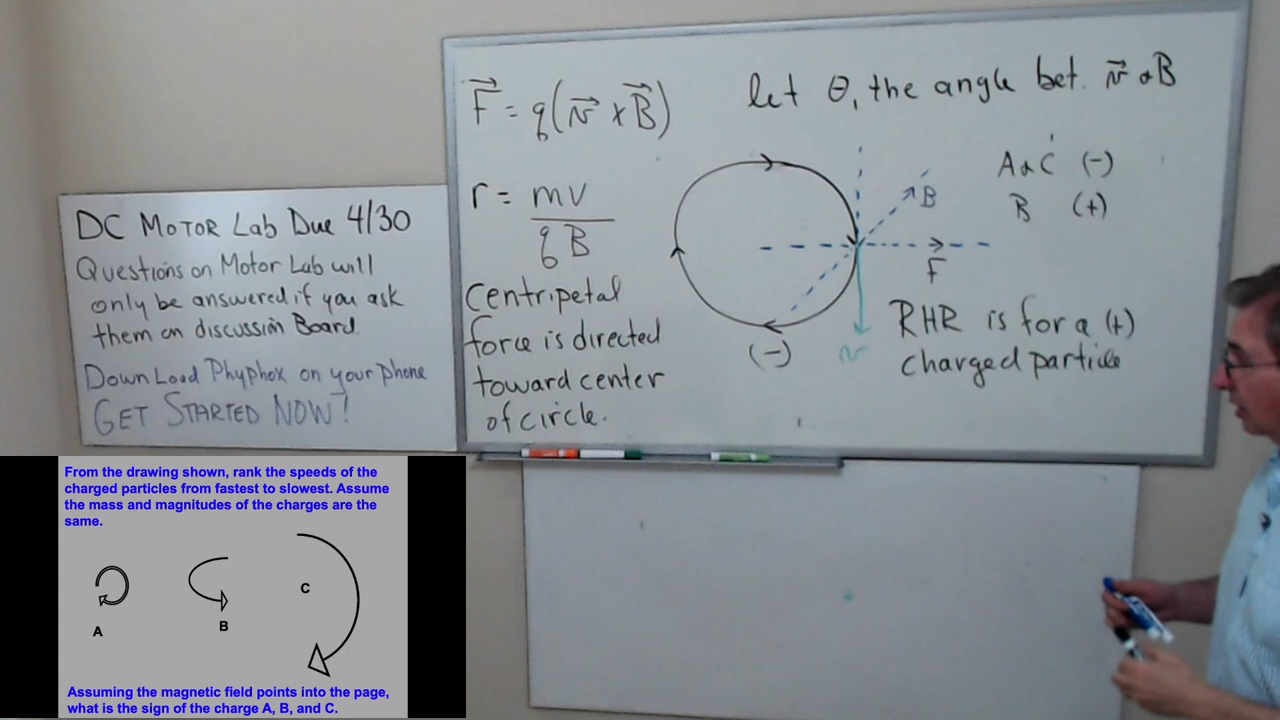 DC MOTOR LAB DUE 4/30
Questions on Motor Lab will
only be answered if you ask
them on discussion Board.
Download Phyphox on your phone
GET STARTED NOW!
F = q(v x B)
r = mv
qB
Centripetal
force is directed
toward center
of circle.
let θ, the angle bet. v & B
A & C (-)
B (+)
B
F
v
(-)
RHR is for a (+)
charged particle
From the drawing shown, rank the speeds of the
charged particles from fastest to slowest. Assume
the mass and magnitudes of the charges are the
same.
A
B
C
Assuming the magnetic field points into the page,
what is the sign of the charge A, B, and C.